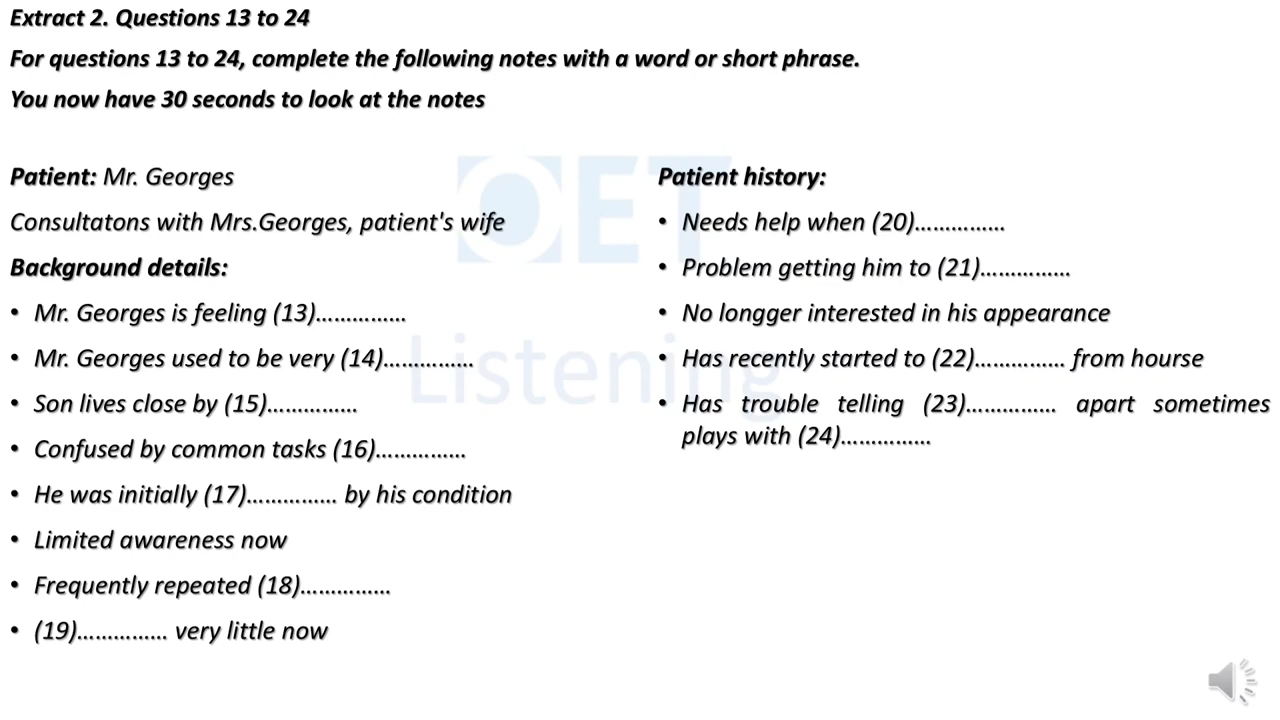 Extract 2. Questions 13 to 24
For questions 13 to 24, complete the following notes with a word or short phrase.
You now have 30 seconds to look at the notes
OET
Listening
Patient: Mr. Georges
Consultatons with Mrs.Georges, patient's wife
Background details:
• Mr. Georges is feeling (13)……………
• Mr. Georges used to be very (14)……………
• Son lives close by (15)……………
• Confused by common tasks (16)……………
• He was initially (17)…………… by his condition
• Limited awareness now
• Frequently repeated (18)……………
• (19)…………… very little now
Patient history:
• Needs help when (20)……………
• Problem getting him to (21)……………
• No longger interested in his appearance
• Has recently started to (22)…………… from hourse
• Has trouble telling (23)…………… apart sometimes
plays with (24)……………